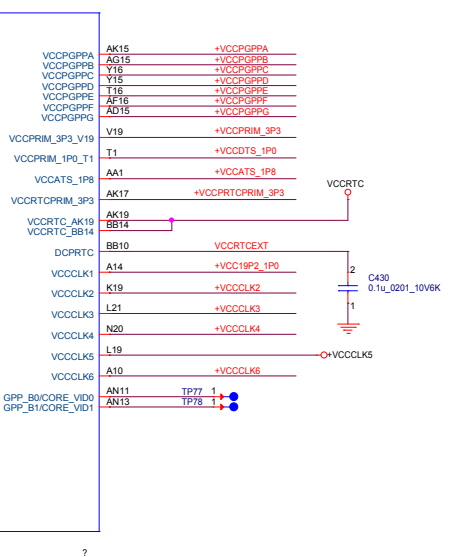 VCCPGPPA AK15 +VCCPGPPA
VCCPGPPB AG15 +VCCPGPPB
VCCPGPPC Y16 +VCCPGPPC
VCCPGPPD Y15 +VCCPGPPD
VCCPGPPE T16 +VCCPGPPE
VCCPGPPF AF16 +VCCPGPPF
VCCPGPPG AD15 +VCCPGPPG
VCCPRIM_3P3_V19 V19 +VCCPRIM_3P3
VCCPRIM_1P0_T1 T1 +VCCDTS_1P0
VCCATS_1P8 AA1 +VCCATS_1P8
VCCRTC
VCCRTCPRIM_3P3 AK17 +VCCPRTCPRIM_3P3
VCCRTC_AK19 AK19
VCCRTC_BB14 BB14
DCPRTC BB10 VCCRTCEXT
VCCCLK1 A14 +VCC19P2_1P0
2
C430
0.1u_0201_10V6K
1
VCCCLK2 K19 +VCCCLK2
VCCCLK3 L21 +VCCCLK3
VCCCLK4 N20 +VCCCLK4
VCCCLK5 L19 +VCCCLK5
VCCCLK6 A10 +VCCCLK6
GPP_B0/CORE_VID0 AN11 TP77 1
GPP_B1/CORE_VID1 AN13 TP78 1
?